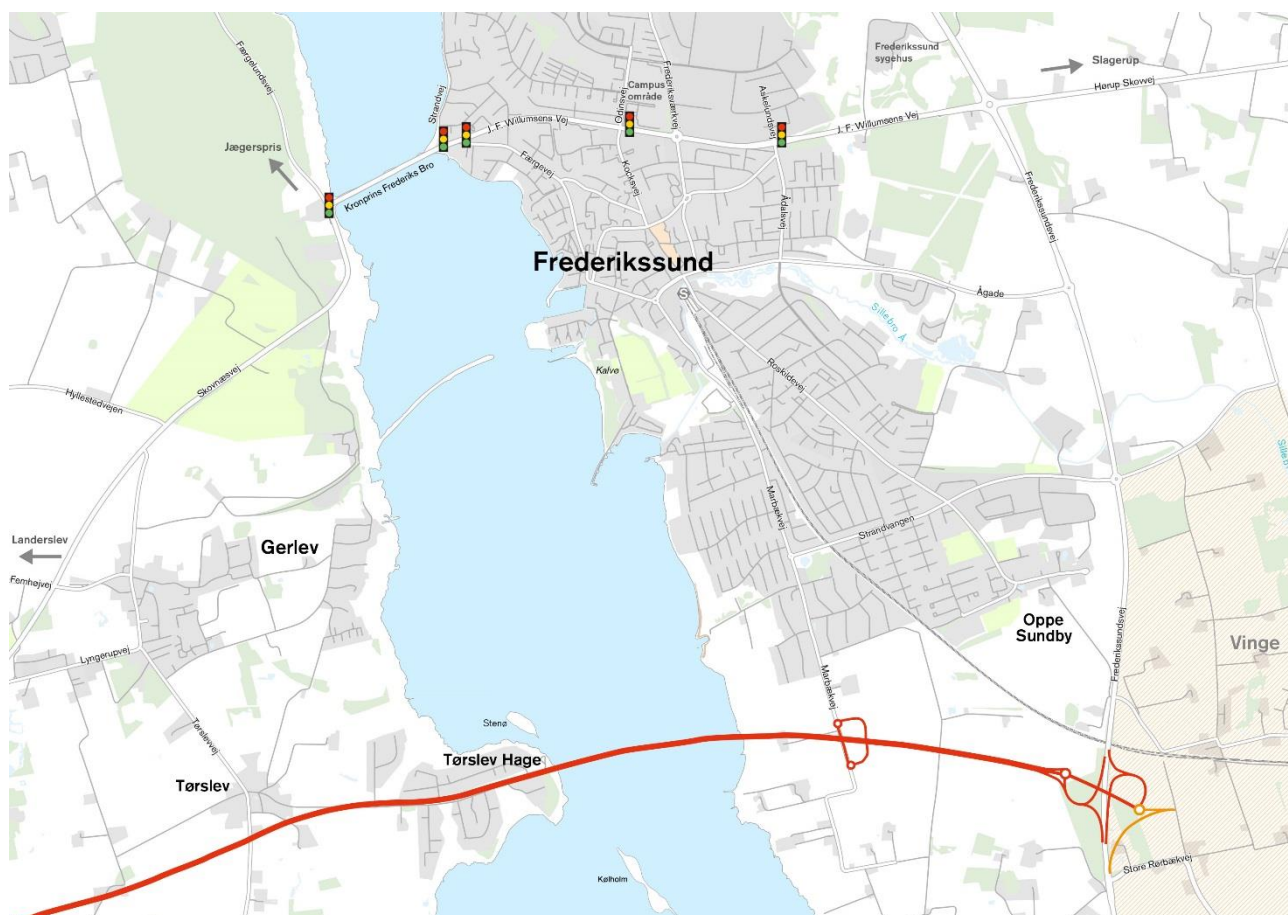 Færgelundsvej
Strandvej
Odinsvej
Campus
område
Frederiksværkvej
Askelundsvej
Frederikssund
sygehus
Slagerup
Hørup Skovvej
J. F. Willumsens Vej
J. F. Willumsens Vej
Jægerspris
Kronprins Frederiks Bro
Færgevej
Kocksvej
Ådalsvej
Frederikssundsvej
Frederikssund
S
Ågade
Sillebro Å
Kalvø
Roskildevej
Skovnæsvej
Hyllestedvejen
Marbækvej
Strandvangen
Landerslev
Gerlev
Femhøjvej
Lyngerupvej
Oppe
Sundby
Frederikssundsvej
Vinge
Marbækvej
Tørslevvej
Stenø
Tørslev Hage
Tørslev
Store Rørbækvej
Kølholm